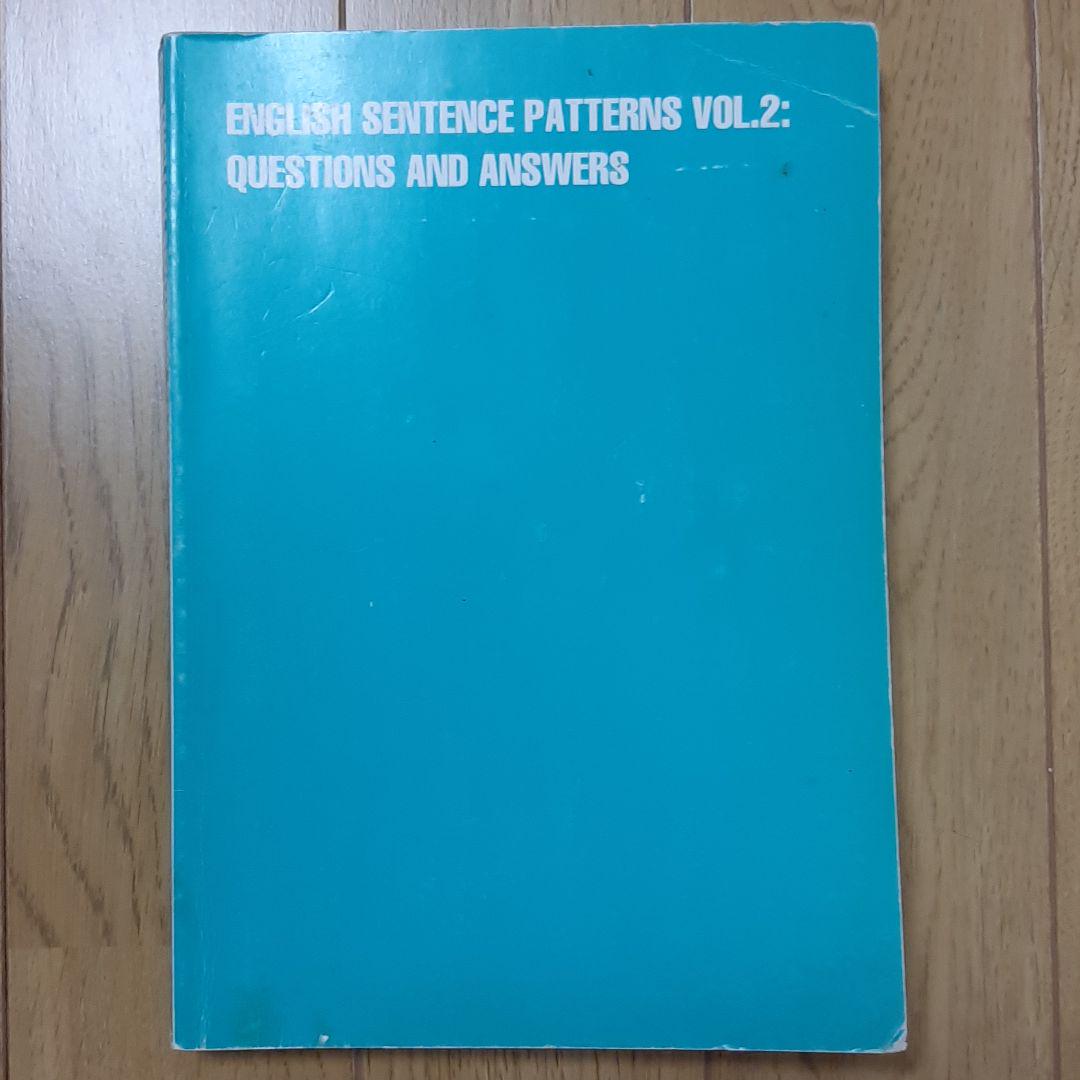 ENGLISH SENTENCE PATTERNS VOL.2:
QUESTIONS AND ANSWERS